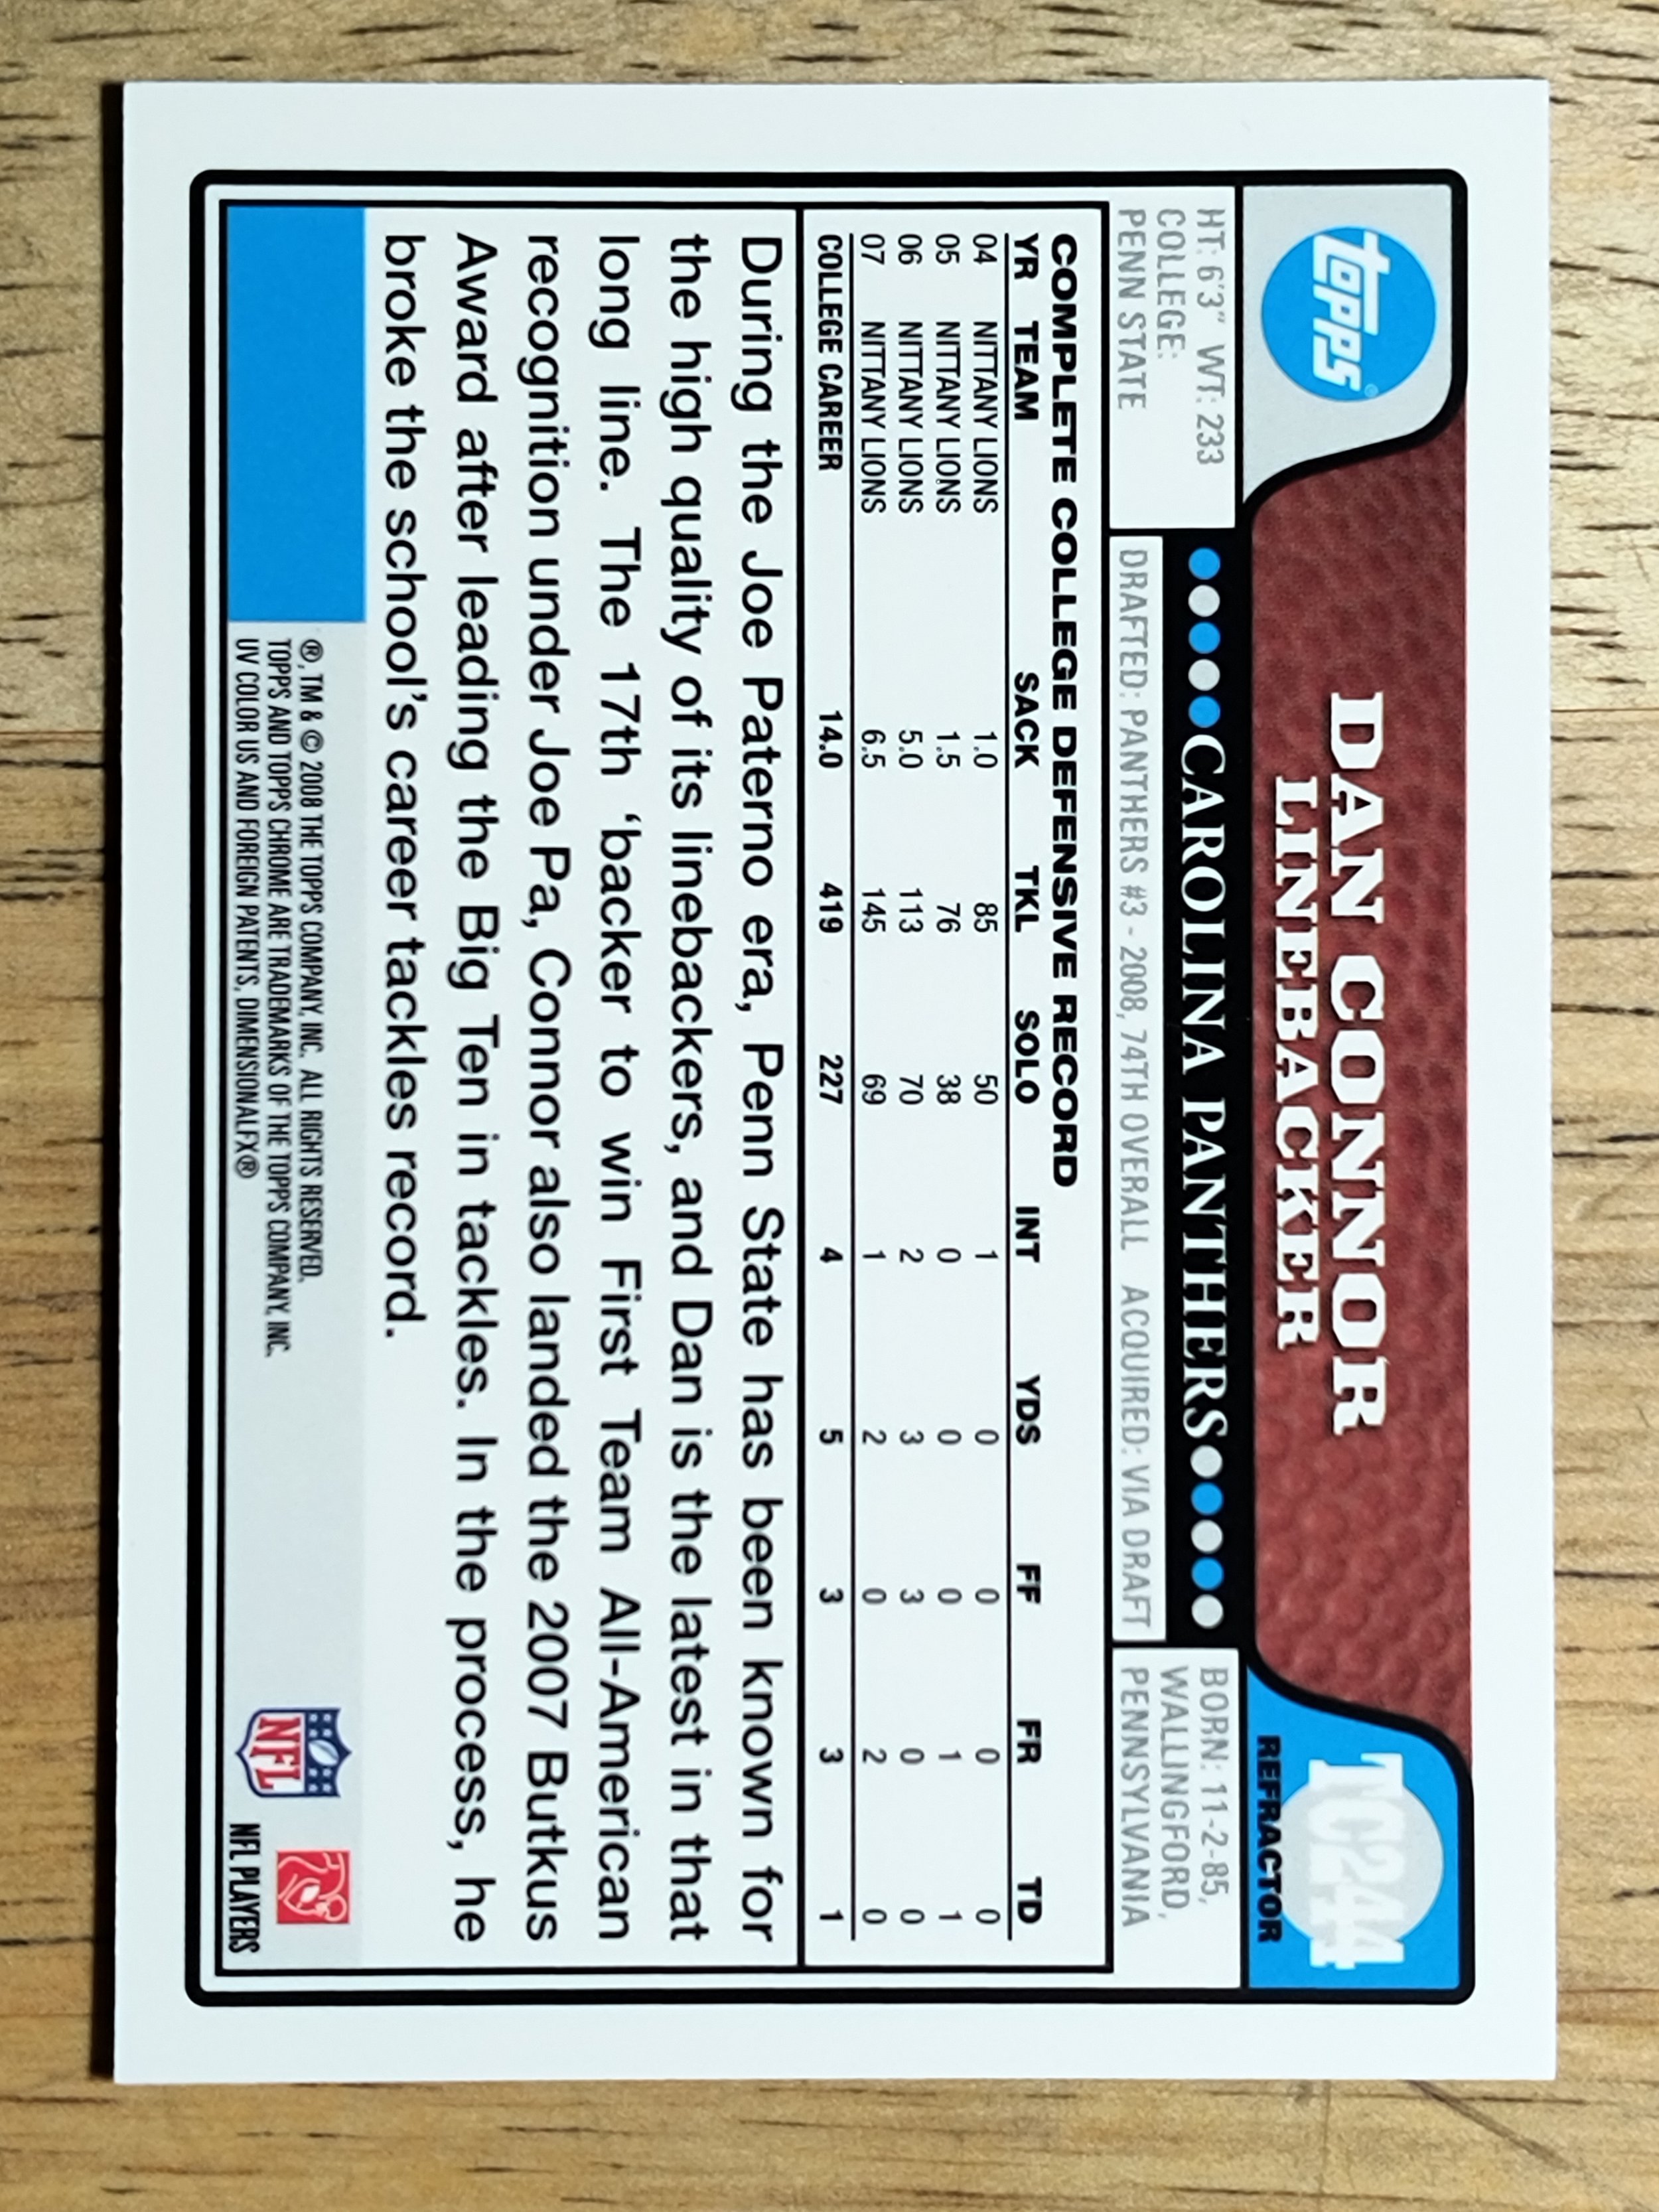 topps®
DAN CONNOR
LINEBACKER
TC244
REFRACTOR
HT: 6'3" WT: 233
COLLEGE:
PENN STATE
CAROLINA PANTHERS
DRAFTED: PANTHERS #3 - 2008, 74TH OVERALL ACQUIRED: VIA DRAFT
BORN: 11-2-85,
WALLINGFORD,
PENNSYLVANIA
COMPLETE COLLEGE DEFENSIVE RECORD
YR TEAM SACK TKL SOLO INT YDS FF FR TD
04 NITTANY LIONS 1.0 85 50 1 0 0 0 0
05 NITTANY LIONS 1.5 76 38 0 0 0 1 1
06 NITTANY LIONS 5.0 113 70 2 3 3 0 0
07 NITTANY LIONS 6.5 145 69 1 2 0 2 0
COLLEGE CAREER 14.0 419 227 4 5 3 3 1
During the Joe Paterno era, Penn State has been known for
the high quality of its linebackers, and Dan is the latest in that
long line. The 17th ‘backer to win First Team All-American
recognition under Joe Pa, Connor also landed the 2007 Butkus
Award after leading the Big Ten in tackles. In the process, he
broke the school’s career tackles record.
®, TM & © 2008 THE TOPPS COMPANY, INC. ALL RIGHTS RESERVED.
TOPPS AND TOPPS CHROME ARE TRADEMARKS OF THE TOPPS COMPANY, INC.
UV COLOR US AND FOREIGN PATENTS, DIMENSIONALFX®
NFL
NFL PLAYERS